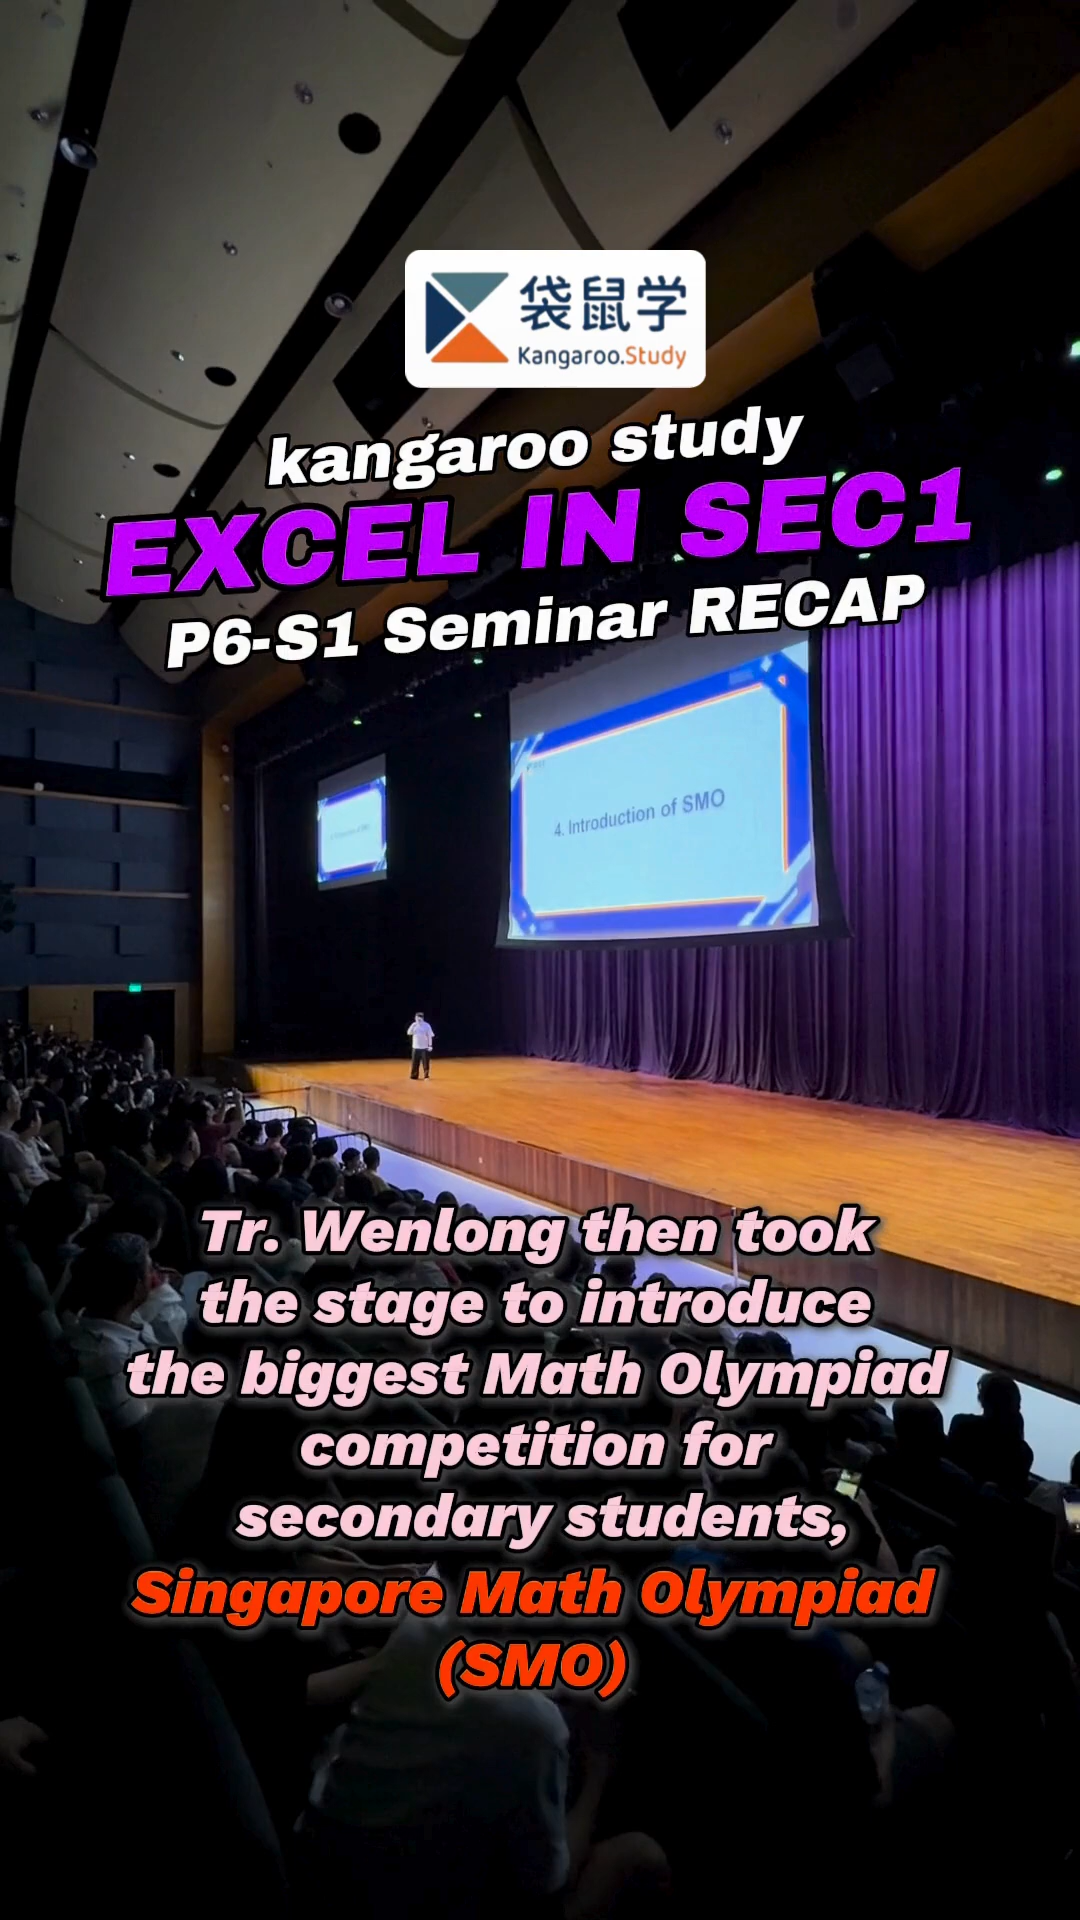 袋鼠学
Kangaroo.Study
kangaroo study
EXCEL IN SEC1
P6-S1 Seminar RECAP
4. Introduction of SMO
Tr. Wenlong then took
the stage to introduce
the biggest Math Olympiad
competition for
secondary students,
Singapore Math Olympiad
(SMO)